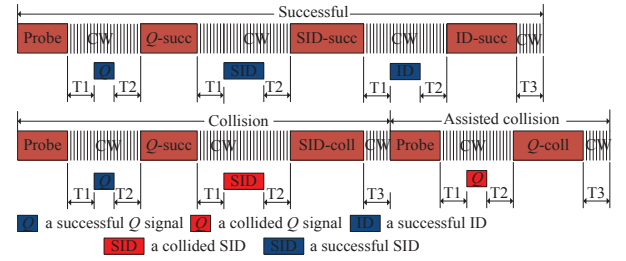 Successful
Probe CW Q-succ CW SID-succ CW ID-succ CW
Q SID ID
T1 T2 T1 T2 T1 T2 T3
Collision Assisted collision
Probe CW Q-succ CW SID-coll CW Probe CW Q-coll CW
Q SID Q
T1 T2 T1 T2 T3 T1 T2 T3
Q a successful Q signal Q a collided Q signal ID a successful ID
SID a collided SID SID a successful SID